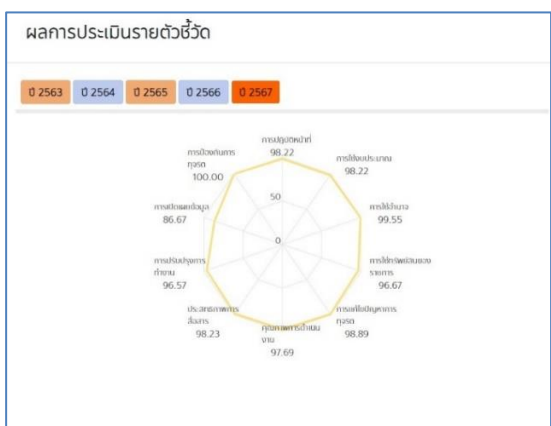 ผลการประเมินรายตัวชี้วัด
ปี 2563 ปี 2564 ปี 2565 ปี 2566 ปี 2567
การปฏิบัติหน้าที่
98.22
การใช้งบประมาณ
98.22
การใช้อำนาจ
99.55
การใช้ทรัพย์สินของ
ราชการ
96.67
การแก้ไขปัญหาการ
ทุจริต
98.89
คุณภาพการดำเนิน
งาน
97.69
ประสิทธิภาพการ
สื่อสาร
98.23
การปรับปรุงการ
ทำงาน
96.57
การเปิดเผยข้อมูล
86.67
การป้องกันการ
ทุจริต
100.00
50
0